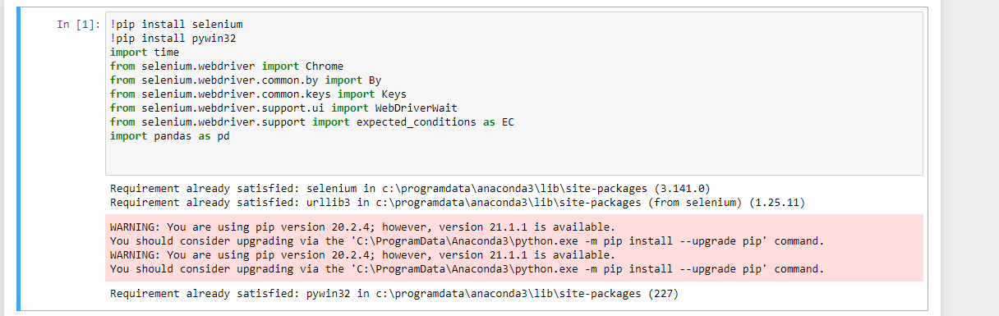 In [1]: !pip install selenium
!pip install pywin32
import time
from selenium.webdriver import Chrome
from selenium.webdriver.common.by import By
from selenium.webdriver.common.keys import Keys
from selenium.webdriver.support.ui import WebDriverWait
from selenium.webdriver.support import expected_conditions as EC
import pandas as pd
Requirement already satisfied: selenium in c:\programdata\anaconda3\lib\site-packages (3.141.0)
Requirement already satisfied: urllib3 in c:\programdata\anaconda3\lib\site-packages (from selenium) (1.25.11)
WARNING: You are using pip version 20.2.4; however, version 21.1.1 is available.
You should consider upgrading via the 'C:\ProgramData\Anaconda3\python.exe -m pip install --upgrade pip' command.
WARNING: You are using pip version 20.2.4; however, version 21.1.1 is available.
You should consider upgrading via the 'C:\ProgramData\Anaconda3\python.exe -m pip install --upgrade pip' command.
Requirement already satisfied: pywin32 in c:\programdata\anaconda3\lib\site-packages (227)